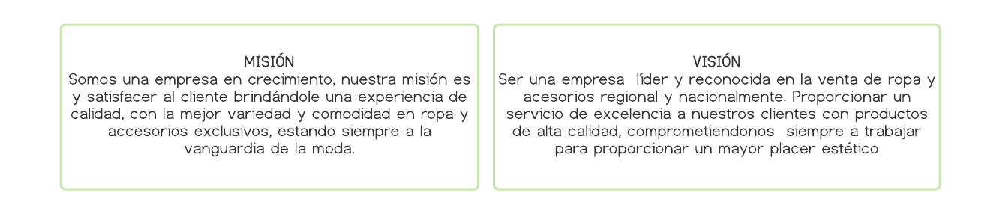 MISIÓN
Somos una empresa en crecimiento, nuestra misión es
y satisfacer al cliente brindándole una experiencia de
calidad, con la mejor variedad y comodidad en ropa y
accesorios exclusivos, estando siempre a la
vanguardia de la moda.
VISIÓN
Ser una empresa  líder y reconocida en la venta de ropa y
acesorios regional y nacionalmente. Proporcionar un
servicio de excelencia a nuestros clientes con productos
de alta calidad, comprometiendonos  siempre a trabajar
para proporcionar un mayor placer estético